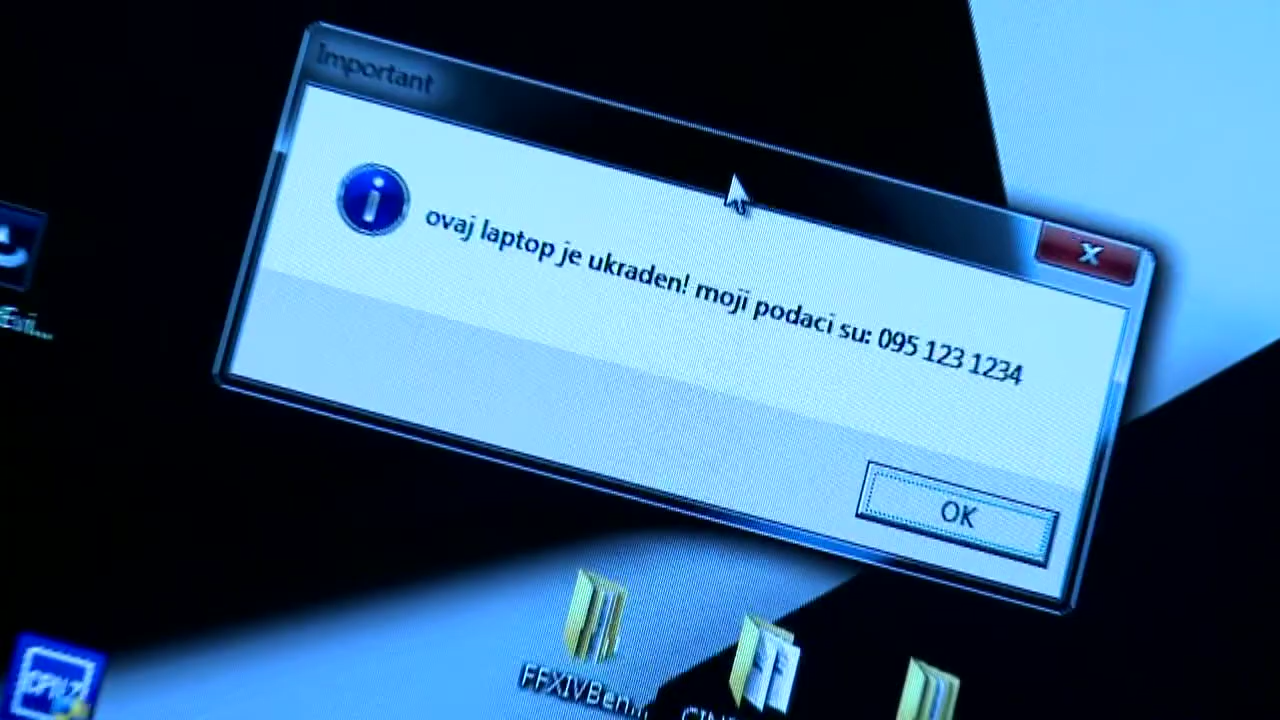 Important
ovaj laptop je ukraden! moji podaci su: 095 123 1234
OK
FFXIVBen...